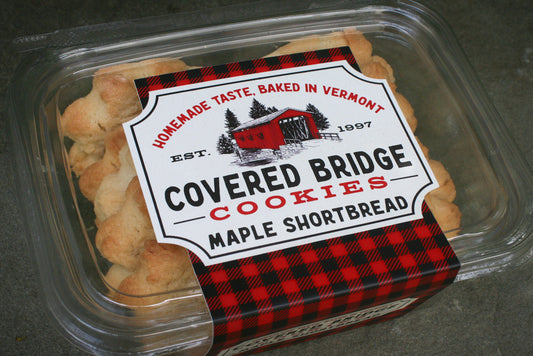 HOMEMADE TASTE, BAKED IN VERMONT
EST. 1997
COVERED BRIDGE
COOKIES
MAPLE SHORTBREAD